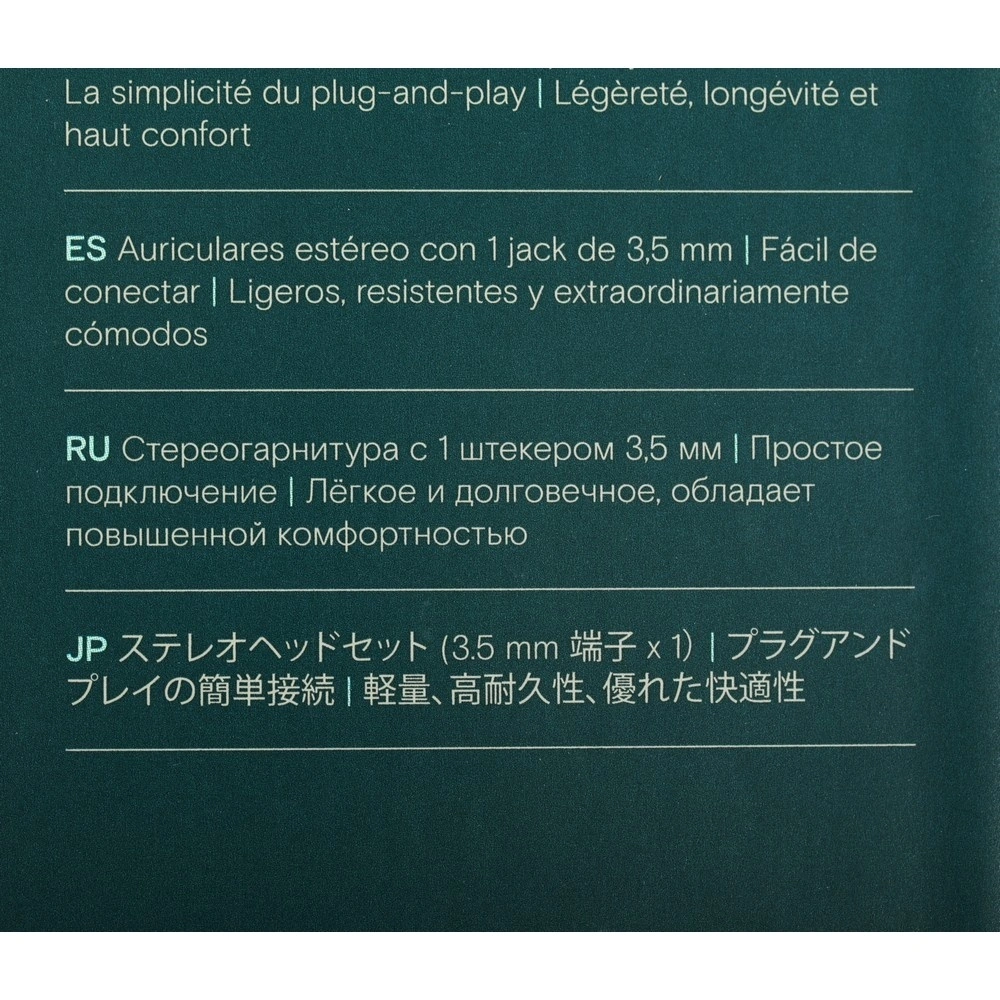 La simplicité du plug-and-play | Légèreté, longévité et
haut confort
ES Auriculares estéreo con 1 jack de 3,5 mm | Fácil de
conectar | Ligeros, resistentes y extraordinariamente
cómodos
RU Стереогарнитура с 1 штекером 3,5 мм | Простое
подключение | Лёгкое и долговечное, обладает
повышенной комфортностью
JP ステレオヘッドセット (3.5 mm 端子 x 1) | プラグアンド
プレイの簡単接続 | 軽量、高耐久性、優れた快適性